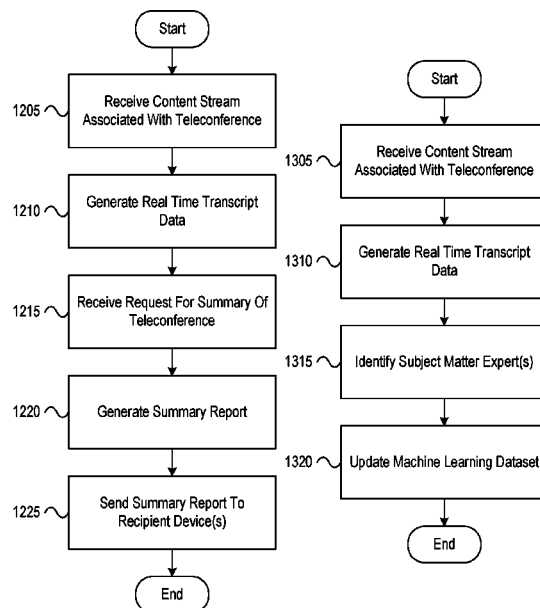 Start
1205
Receive Content Stream
Associated With Teleconference
1210
Generate Real Time Transcript
Data
1215
Receive Request For Summary Of
Teleconference
1220
Generate Summary Report
1225
Send Summary Report To
Recipient Device(s)
End
Start
1305
Receive Content Stream
Associated With Teleconference
1310
Generate Real Time Transcript
Data
1315
Identify Subject Matter Expert(s)
1320
Update Machine Learning Dataset
End